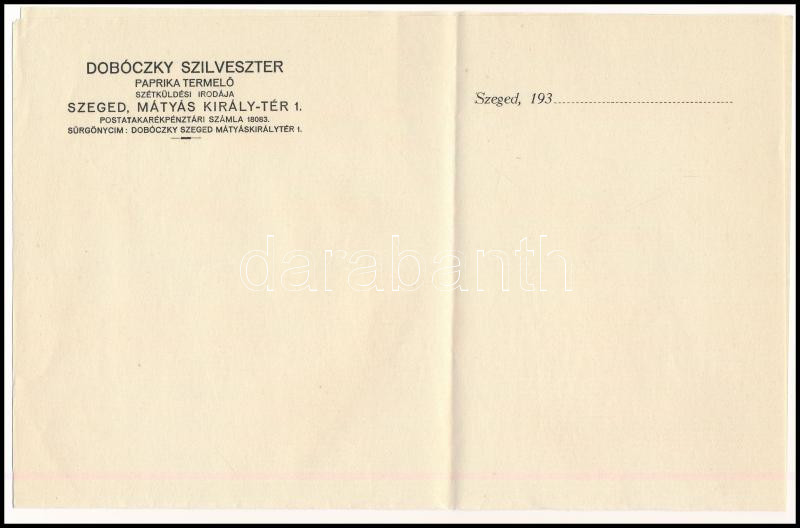 DOBÓCZKY SZILVESZTER
PAPRIKA TERMELŐ
SZÉTKÜLDÉSI IRODÁJA
SZEGED, MÁTYÁS KIRÁLY-TÉR 1.
POSTATAKARÉKPÉNZTÁRI SZÁMLA 18083.
SÜRGÖNYCIM: DOBÓCZKY SZEGED MÁTYÁSKIRÁLYTÉR 1.
Szeged, 193
darabanth